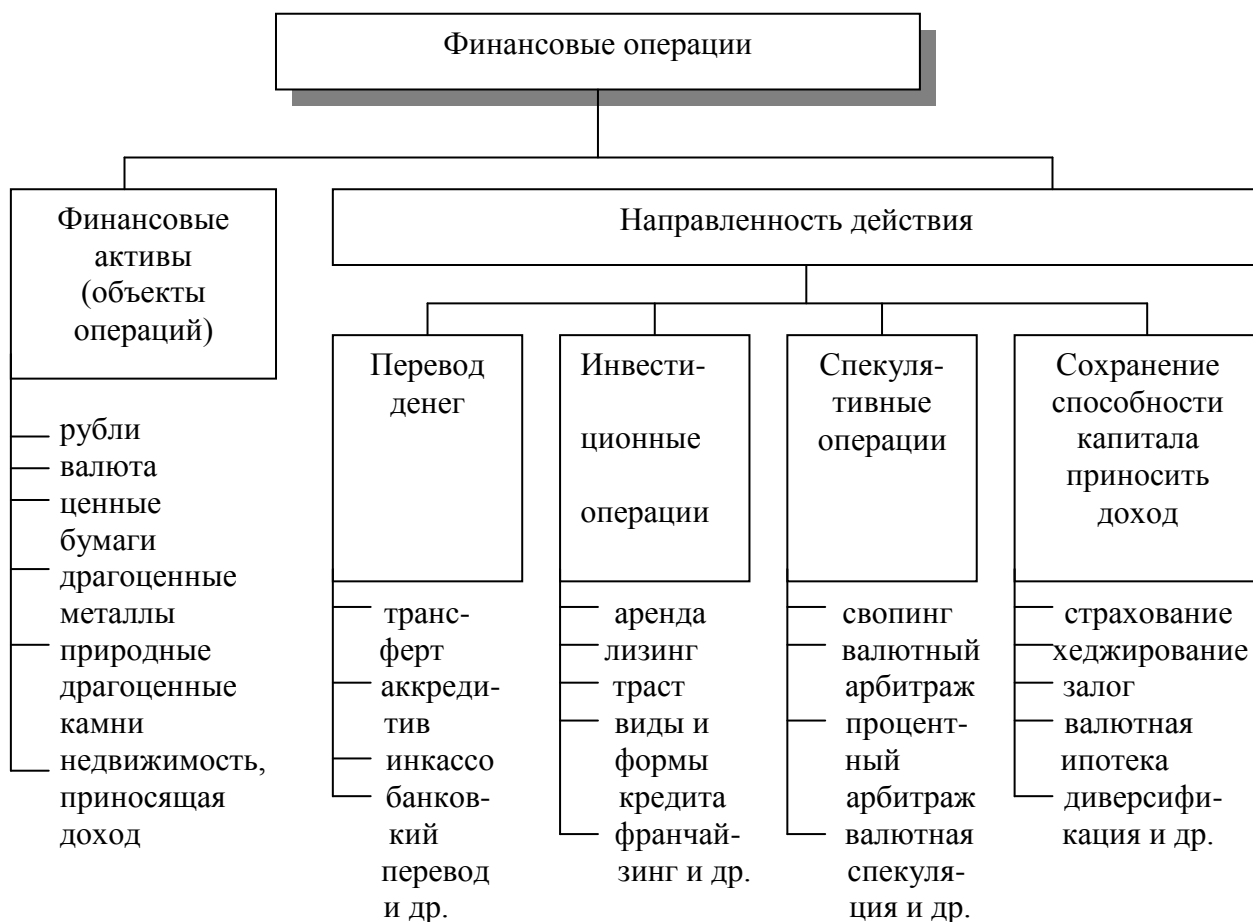 Финансовые операции
Финансовые
активы
(объекты
операций)
Направленность действия
Перевод
денег
Инвести-
ционные
операции
Спекуля-
тивные
операции
Сохранение
способности
капитала
приносить
доход
рубли
валюта
ценные
бумаги
драгоценные
металлы
природные
драгоценные
камни
недвижимость,
приносящая
доход
транс-
ферт
аккреди-
тив
инкассо
банков-
кий
перевод
и др.
аренда
лизинг
траст
виды и
формы
кредита
франчай-
зинг и др.
свопинг
валютный
арбитраж
процент-
ный
арбитраж
валютная
спекуля-
ция и др.
страхование
хеджирование
залог
валютная
ипотека
диверсифи-
кация и др.